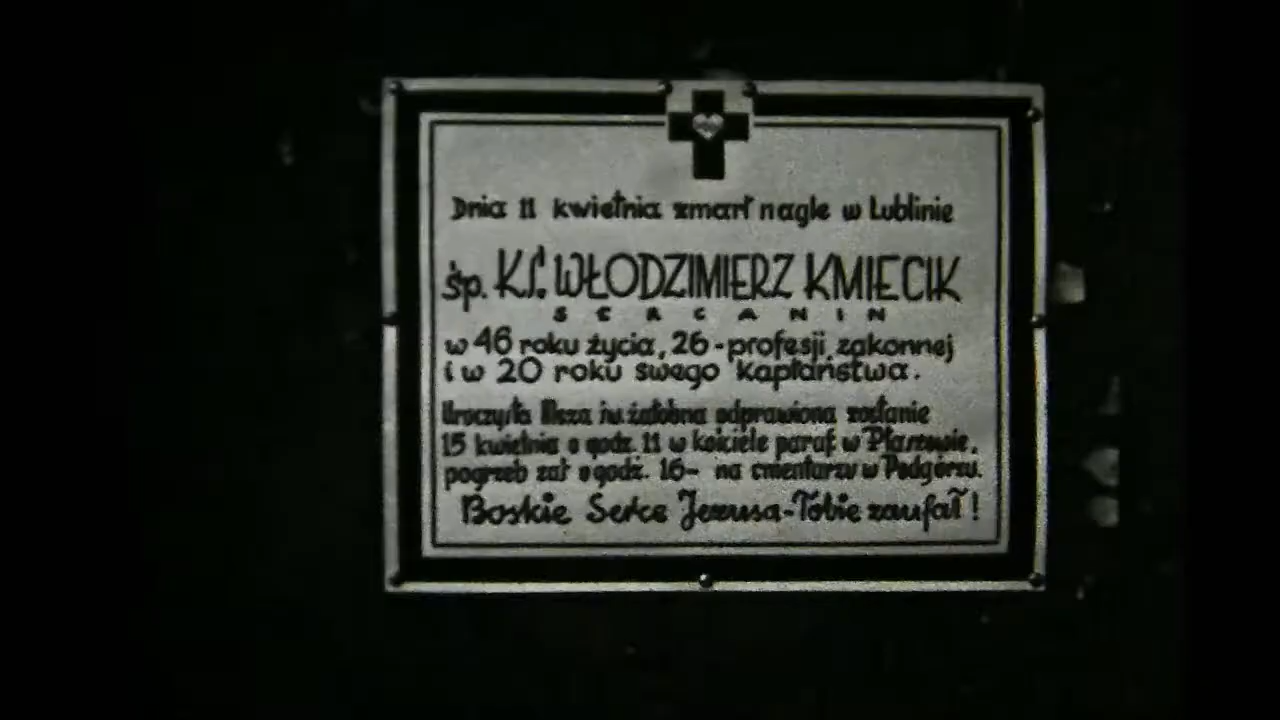 Dnia 11 kwietnia zmarł nagle w Lublinie
śp. KS. WŁODZIMIERZ KMIECIK
SERCANIN
w 46 roku życia, 26-profesji zakonnej
i w 20 roku swego kapłaństwa.
Uroczysta Msza św. żałobna odprawiona zostanie
15 kwietnia o godz. 11 w kościele paraf. w Płaszowie,
pogrzeb zaś o godz. 16- na cmentarzu w Podgórzu.
Boskie Serce Jezusa-Tobie zaufał!